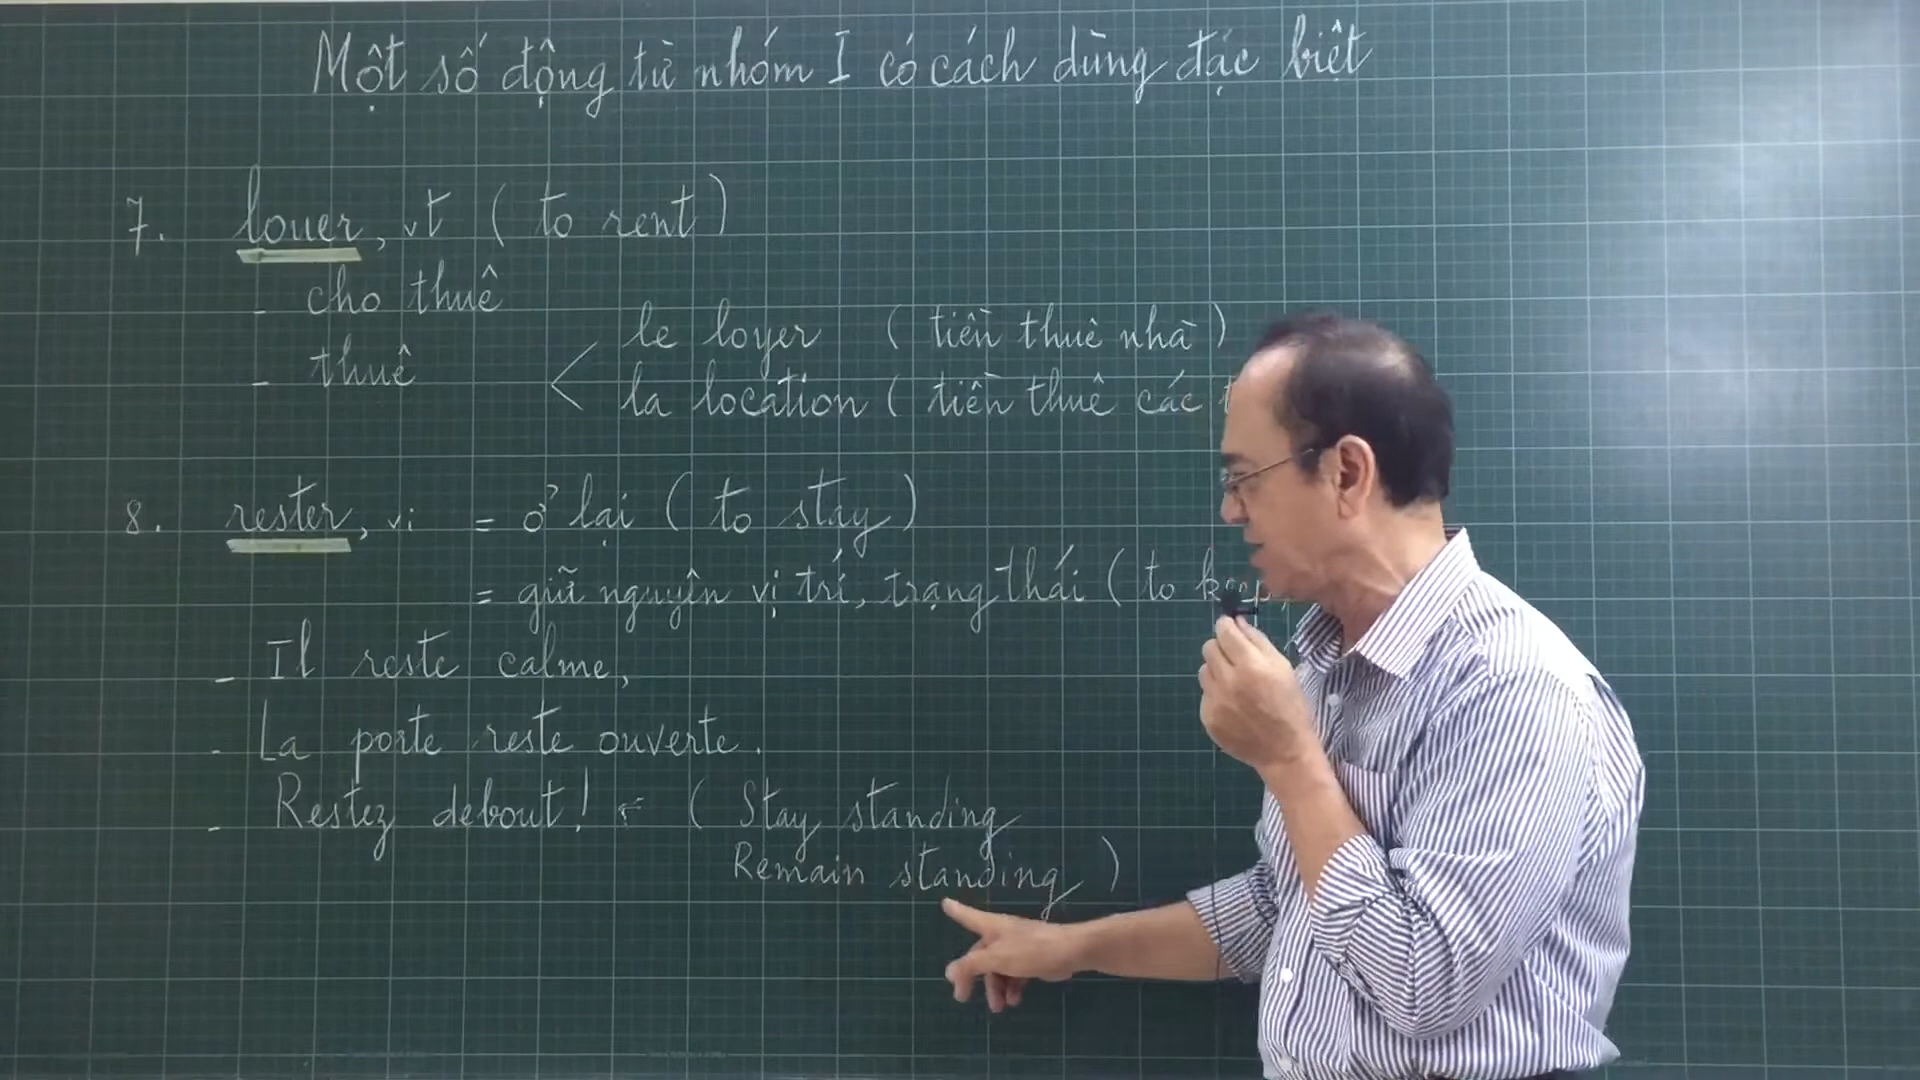 Một số động từ nhóm I có cách dùng đặc biệt
7. louer, vt ( to rent )
- cho thuê
- thuê
< le loyer ( tiền thuê nhà )
la location ( tiền thuê các
8. rester, vi = ở lại ( to stay )
= giữ nguyên vị trí, trạng thái ( to keep,
- Il reste calme,
- La porte reste ouverte.
- Restez debout! ← ( Stay standing
Remain standing )